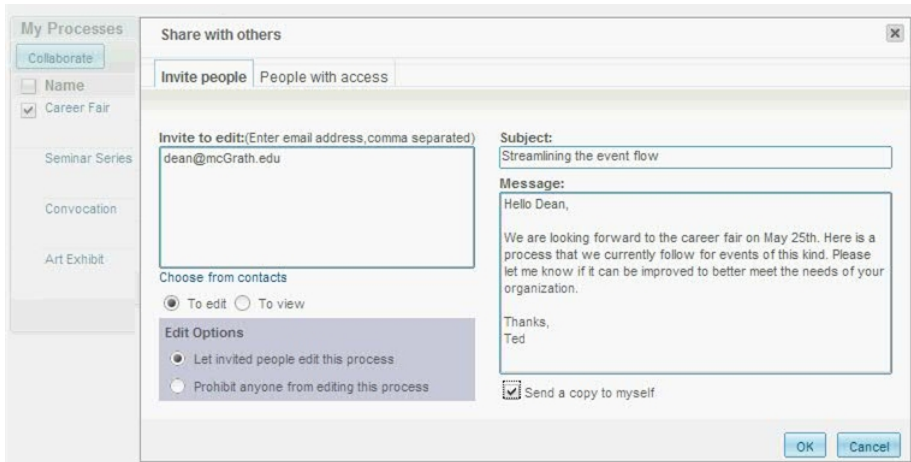 My Processes
Collaborate
Name
Career Fair
Seminar Series
Convocation
Art Exhibit
Share with others
Invite people
People with access
Invite to edit:(Enter email address,comma separated)
dean@mcGrath.edu
Choose from contacts
To edit
To view
Edit Options
Let invited people edit this process
Prohibit anyone from editing this process
Subject:
Streamlining the event flow
Message:
Hello Dean,
We are looking forward to the career fair on May 25th. Here is a
process that we currently follow for events of this kind. Please
let me know if it can be improved to better meet the needs of your
organization.
Thanks,
Ted
Send a copy to myself
OK
Cancel